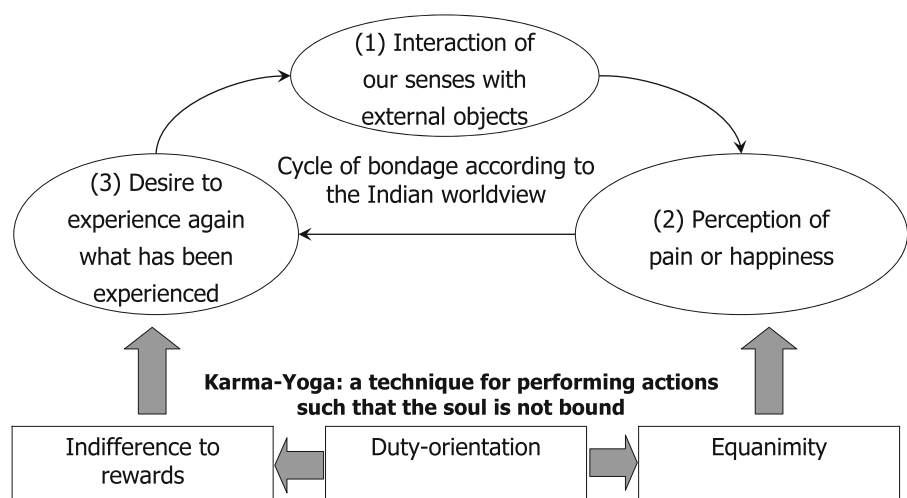 (1) Interaction of
our senses with
external objects
Cycle of bondage according to
the Indian worldview
(3) Desire to
experience again
what has been
experienced
(2) Perception of
pain or happiness
Karma-Yoga: a technique for performing actions
such that the soul is not bound
Indifference to
rewards
Duty-orientation
Equanimity